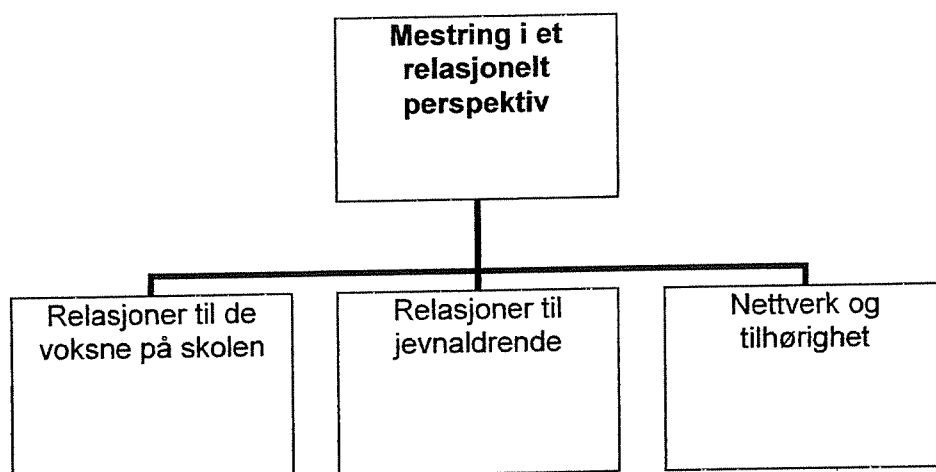 Mestring i et
relasjonelt
perspektiv
Relasjoner til de
voksne på skolen
Relasjoner til
jevnaldrende
Nettverk og
tilhørighet